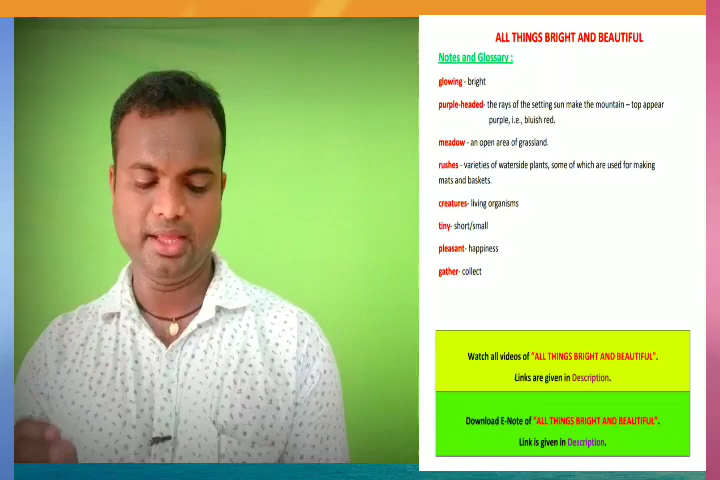 ALL THINGS BRIGHT AND BEAUTIFUL
Notes and Glossary :
glowing - bright
purple-headed- the rays of the setting sun make the mountain – top appear
purple, i.e., bluish red.
meadow - an open area of grassland.
rushes - varieties of waterside plants, some of which are used for making
mats and baskets.
creatures- living organisms
tiny- short/small
pleasant- happiness
gather- collect
Watch all videos of "ALL THINGS BRIGHT AND BEAUTIFUL".
Links are given in Description.
Download E-Note of "ALL THINGS BRIGHT AND BEAUTIFUL".
Link is given in Description.